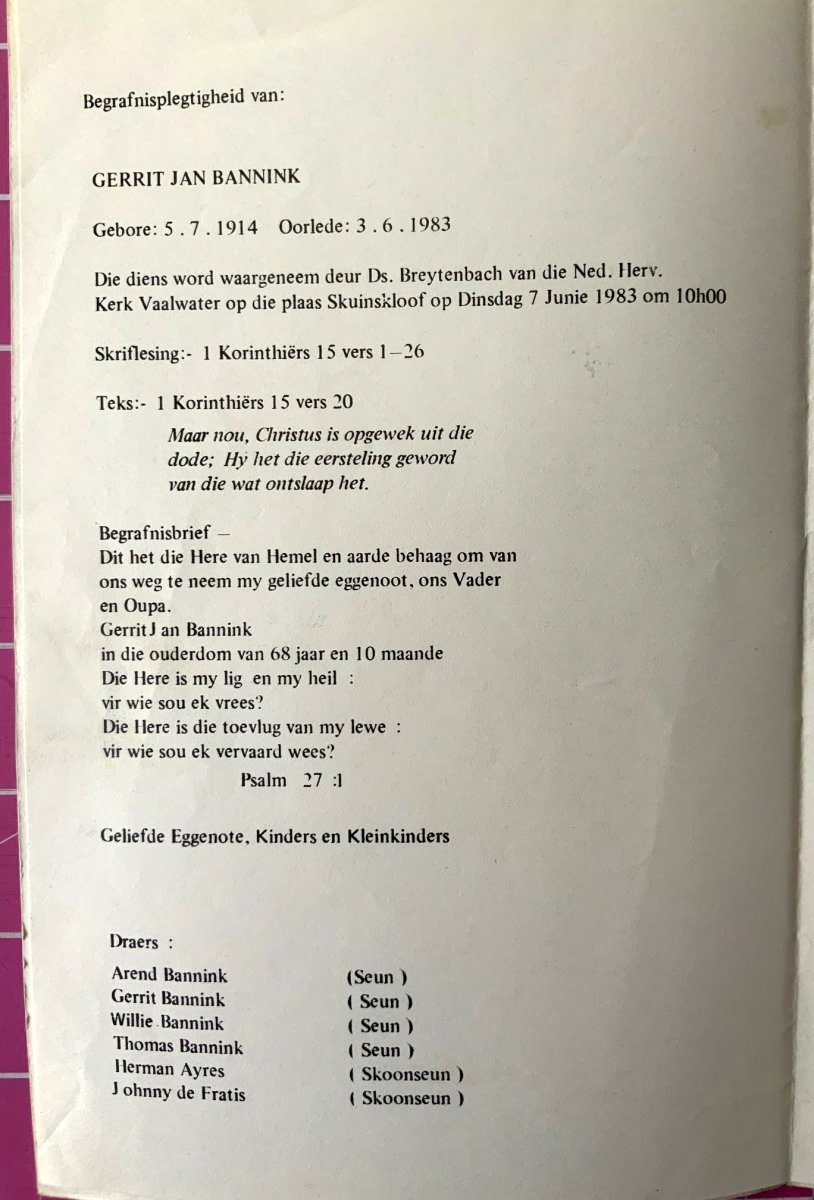 Begrafnisplegtigheid van:
GERRIT JAN BANNINK
Gebore: 5 . 7 . 1914 Oorlede: 3 . 6 . 1983
Die diens word waargeneem deur Ds. Breytenbach van die Ned. Herv.
Kerk Vaalwater op die plaas Skuinskloof op Dinsdag 7 Junie 1983 om 10h00
Skriflesing:- 1 Korinthiërs 15 vers 1–26
Teks:- 1 Korinthiërs 15 vers 20
Maar nou, Christus is opgewek uit die
dode; Hy het die eersteling geword
van die wat ontslaap het.
Begrafnisbrief –
Dit het die Here van Hemel en aarde behaag om van
ons weg te neem my geliefde eggenoot, ons Vader
en Oupa.
GerritJ an Bannink
in die ouderdom van 68 jaar en 10 maande
Die Here is my lig en my heil :
vir wie sou ek vrees?
Die Here is die toevlug van my lewe :
vir wie sou ek vervaard wees?
Psalm 27 :1
Geliefde Eggenote, Kinders en Kleinkinders
Draers :
Arend Bannink (Seun )
Gerrit Bannink ( Seun )
Willie Bannink ( Seun )
Thomas Bannink ( Seun )
Herman Ayres ( Skoonseun )
Johnny de Fratis ( Skoonseun )